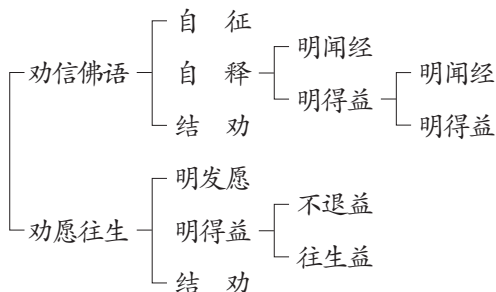 自 征
劝信佛语
自 释
明闻经
明得益
明闻经
明得益
结 劝
明发愿
劝愿往生
明得益
不退益
往生益
结 劝